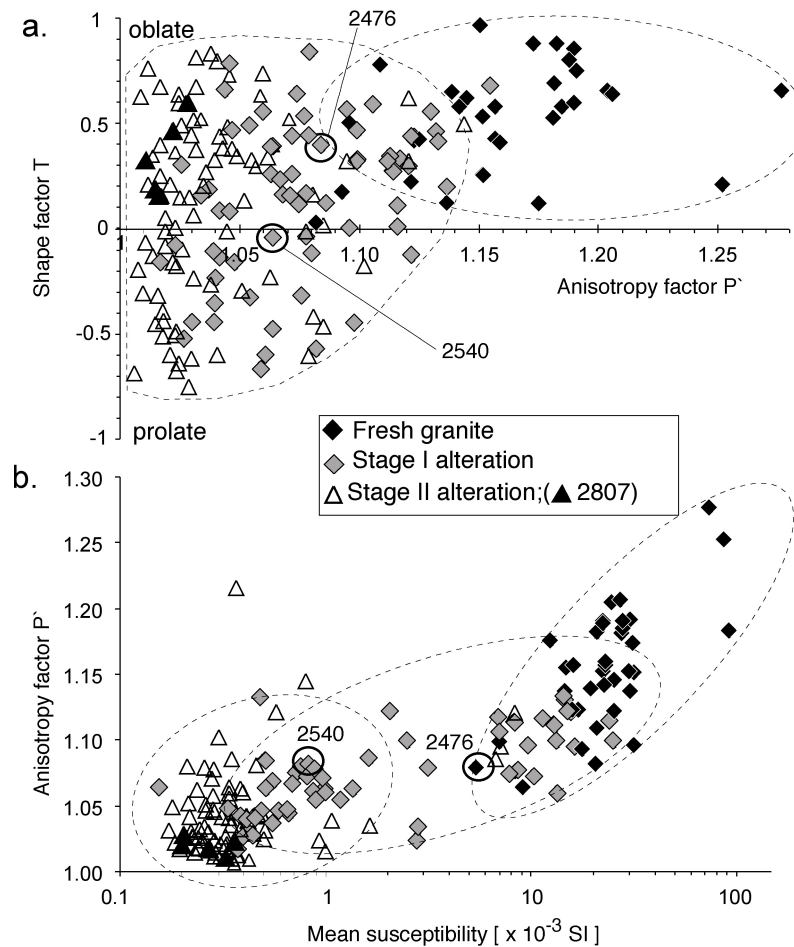 a.
oblate
2476
1
0.5
0
-0.5
-1
Shape factor T
1
1.05
1.10
1.15
1.20
1.25
Anisotropy factor P`
2540
prolate
Fresh granite
Stage I alteration
Stage II alteration;(▲ 2807)
b.
1.30
1.25
1.20
1.15
1.10
1.05
1.00
Anisotropy factor P`
2540
2476
0.1
1
10
100
Mean susceptibility [ x 10-3 SI ]